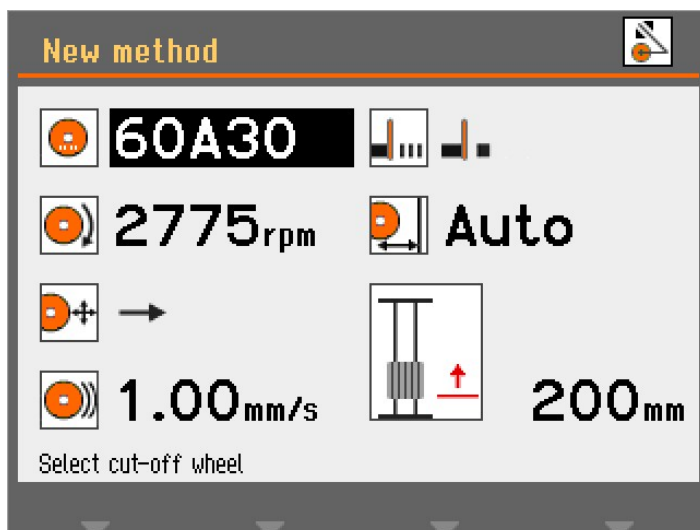 New method
60A30
2775rpm
Auto
1.00mm/s
200mm
Select cut-off wheel